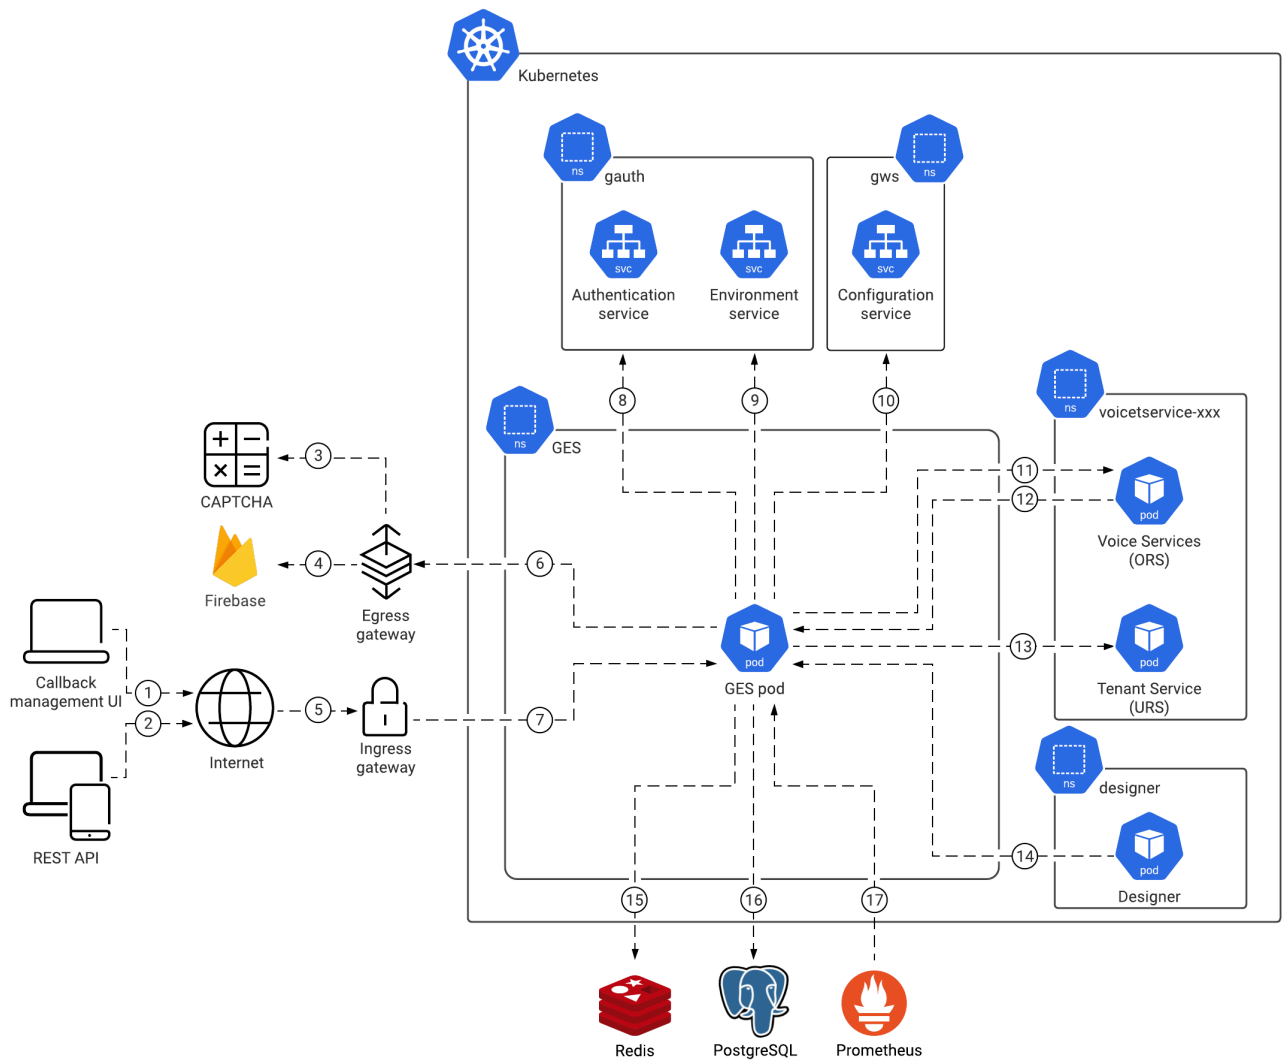 Kubernetes
ns
gauth
gws
ns
svc
Authentication
service
svc
Environment
service
svc
Configuration
service
8
9
10
ns
GES
ns
voicetservice-xxx
CAPTCHA
3
Firebase
4
Egress
gateway
6
11
12
pod
Voice Services
(ORS)
pod
GES pod
13
pod
Tenant Service
(URS)
Callback
management UI
1
2
Internet
5
Ingress
gateway
7
REST API
ns
designer
14
pod
Designer
15
16
17
Redis
PostgreSQL
Prometheus